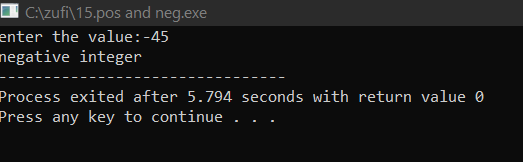 C:\zufi\15.pos and neg.exe
enter the value:-45
negative integer
--------------------------------
Process exited after 5.794 seconds with return value 0
Press any key to continue . . .